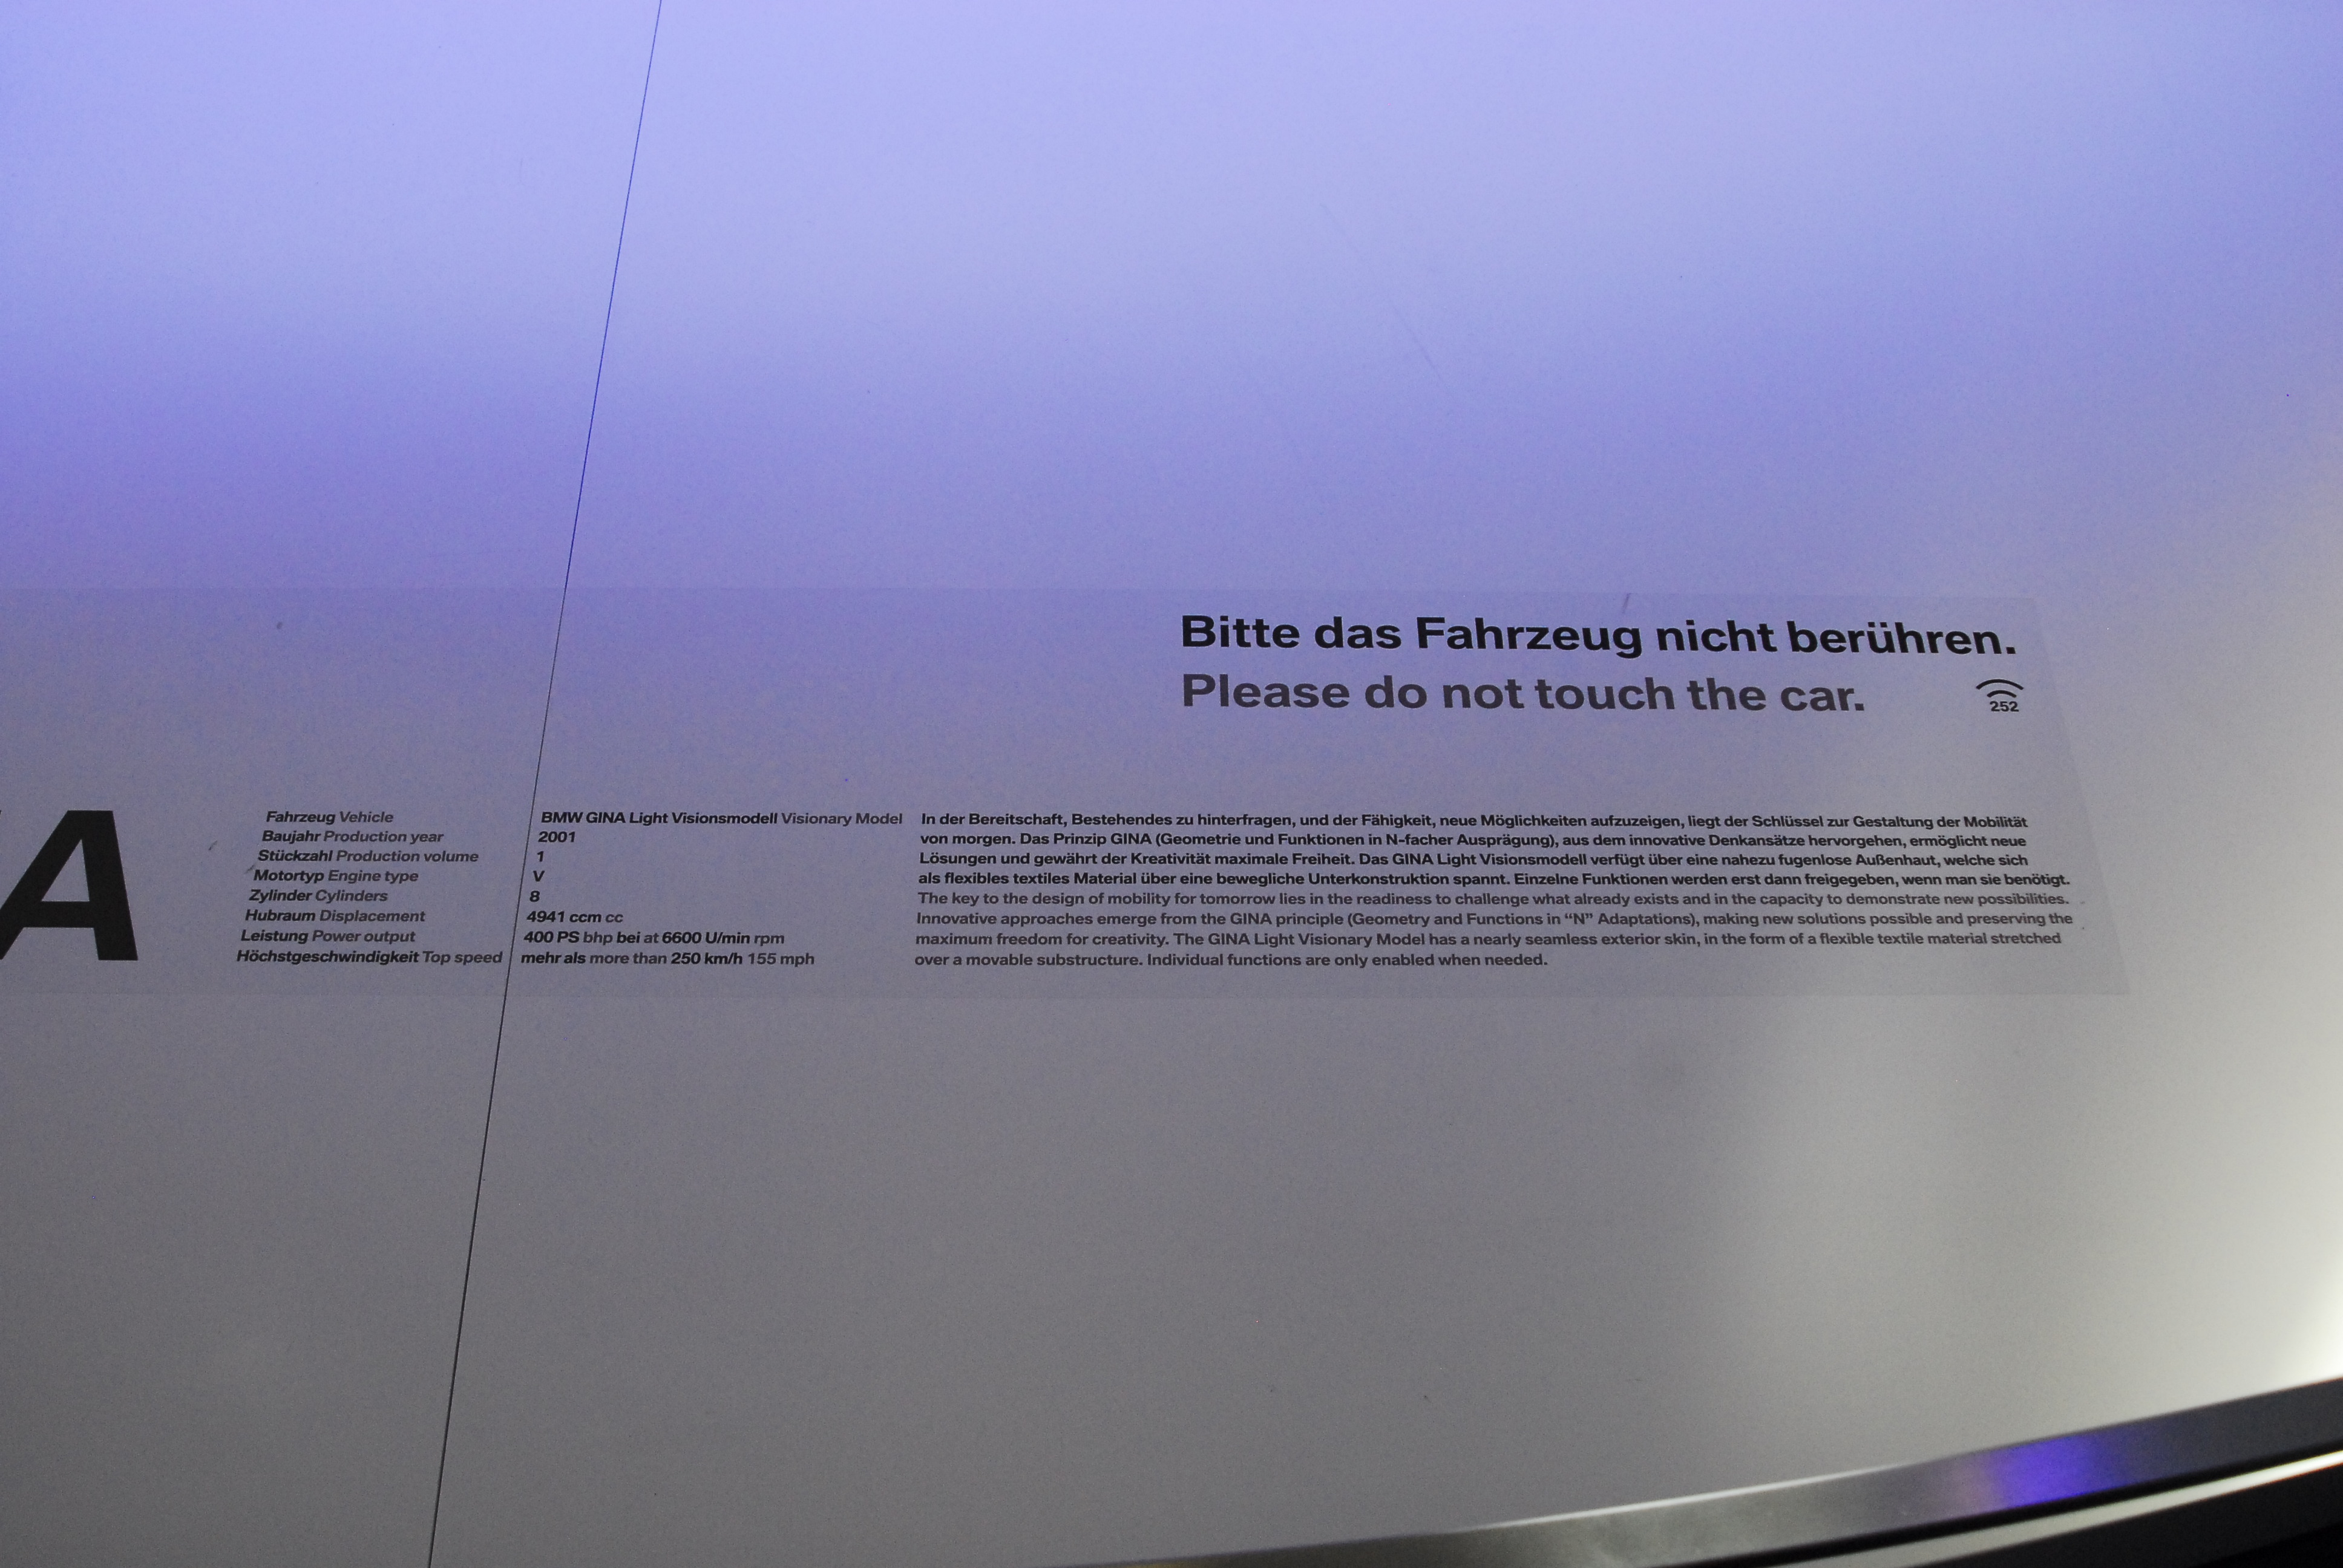 Bitte das Fahrzeug nicht berühren.
Please do not touch the car.
252
A
Fahrzeug Vehicle BMW GINA Light Visionsmodell Visionary Model
Baujahr Production year 2001
Stückzahl Production volume 1
Motortyp Engine type V
Zylinder Cylinders 8
Hubraum Displacement 4941 ccm cc
Leistung Power output 400 PS bhp bei at 6600 U/min rpm
Höchstgeschwindigkeit Top speed mehr als more than 250 km/h 155 mph
In der Bereitschaft, Bestehendes zu hinterfragen, und der Fähigkeit, neue Möglichkeiten aufzuzeigen, liegt der Schlüssel zur Gestaltung der Mobilität
von morgen. Das Prinzip GINA (Geometrie und Funktionen in N-facher Ausprägung), aus dem innovative Denkansätze hervorgehen, ermöglicht neue
Lösungen und gewährt der Kreativität maximale Freiheit. Das GINA Light Visionsmodell verfügt über eine nahezu fugenlose Außenhaut, welche sich
als flexibles textiles Material über eine bewegliche Unterkonstruktion spannt. Einzelne Funktionen werden erst dann freigegeben, wenn man sie benötigt.
The key to the design of mobility for tomorrow lies in the readiness to challenge what already exists and in the capacity to demonstrate new possibilities.
Innovative approaches emerge from the GINA principle (Geometry and Functions in “N” Adaptations), making new solutions possible and preserving the
maximum freedom for creativity. The GINA Light Visionary Model has a nearly seamless exterior skin, in the form of a flexible textile material stretched
over a movable substructure. Individual functions are only enabled when needed.